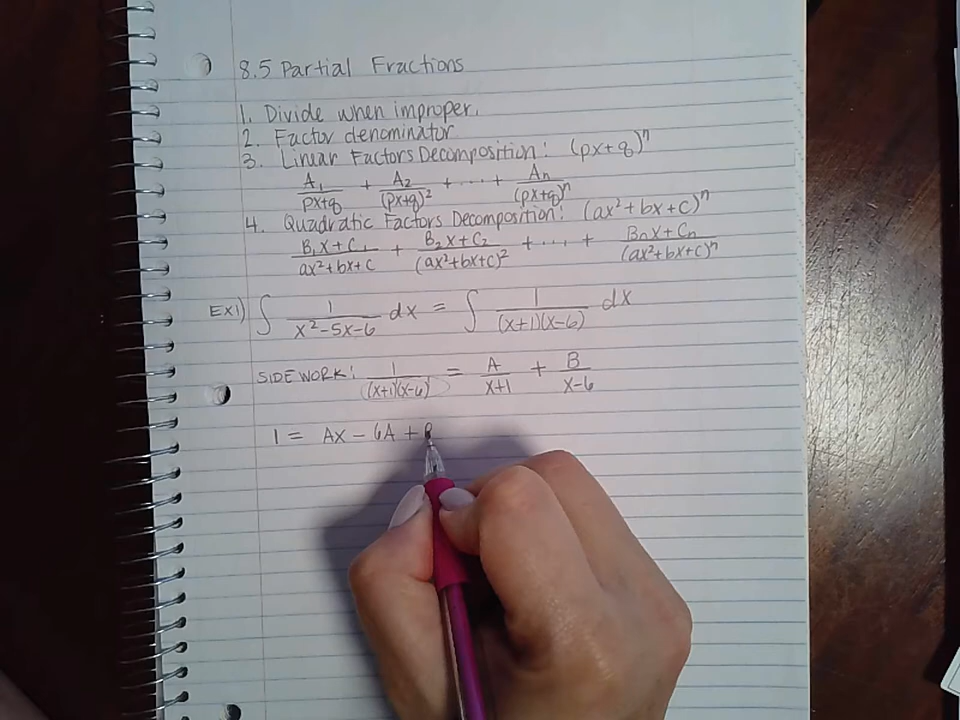 8.5 Partial Fractions
1. Divide when improper.
2. Factor denominator
3. Linear Factors Decomposition: (px+q)^n
A₁/(px+q) + A₂/(px+q)² + ... + Aₙ/(px+q)^n
4. Quadratic Factors Decomposition: (ax²+bx+c)^n
(B₁x+C₁)/(ax²+bx+c) + (B₂x+C₂)/(ax²+bx+c)² + ... + (Bₙx+Cₙ)/(ax²+bx+c)^n
EX1) ∫ 1/(x²-5x-6) dx = ∫ 1/((x+1)(x-6)) dx
SIDEWORK: 1/((x+1)(x-6)) = A/(x+1) + B/(x-6)
1 = Ax - 6A +